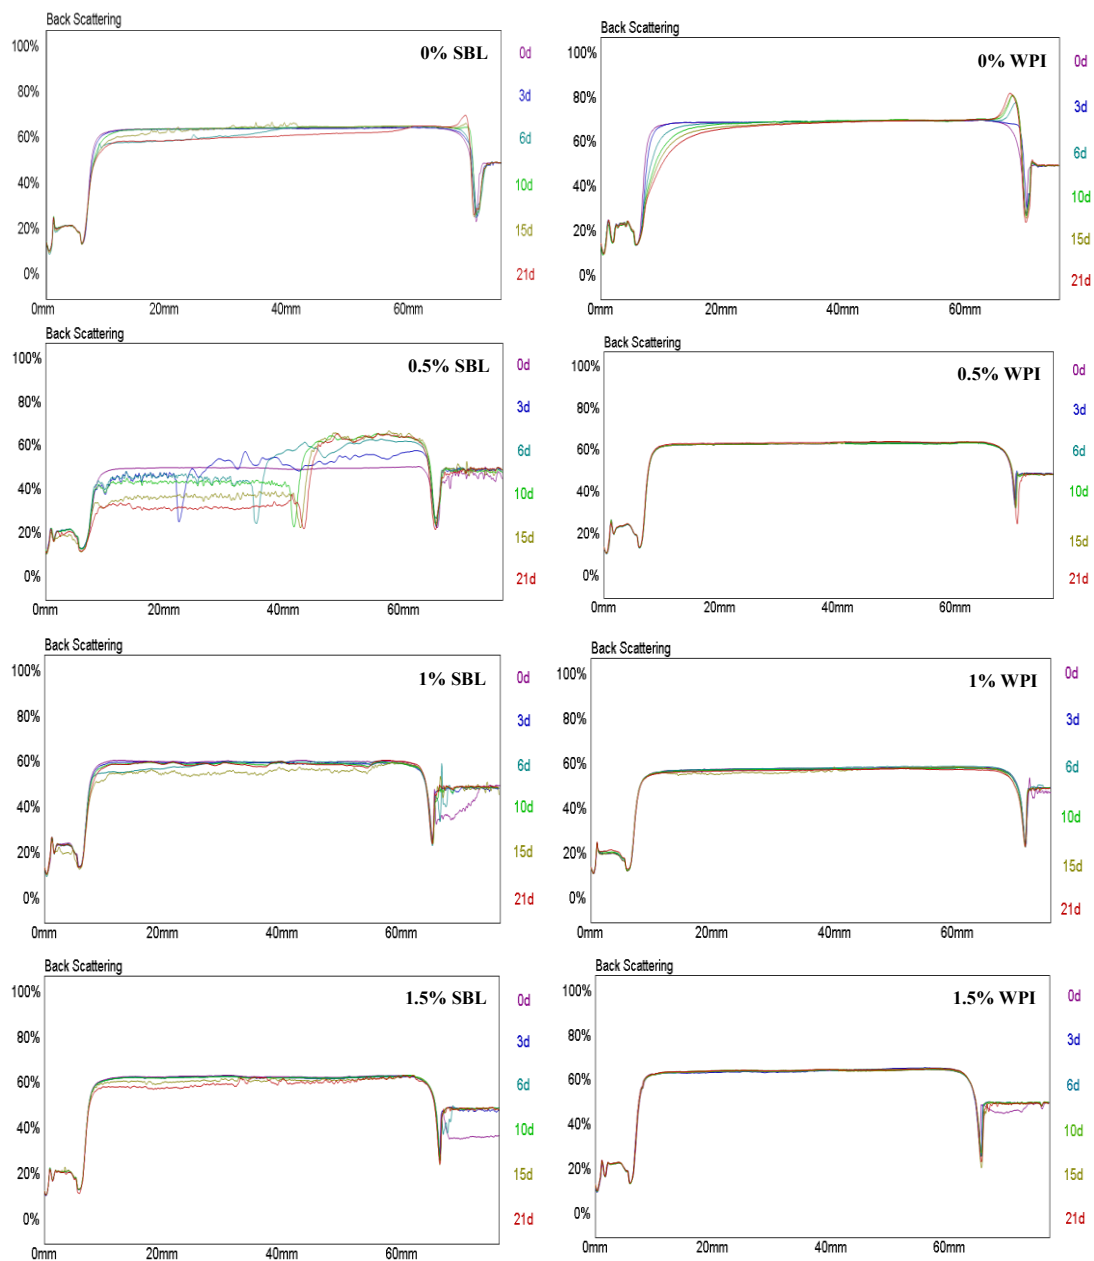 Back Scattering
0% SBL
100%
80%
60%
40%
20%
0%
0mm 20mm 40mm 60mm
0d
3d
6d
10d
15d
21d
Back Scattering
0% WPI
100%
80%
60%
40%
20%
0%
0mm 20mm 40mm 60mm
0d
3d
6d
10d
15d
21d
Back Scattering
0.5% SBL
100%
80%
60%
40%
20%
0%
0mm 20mm 40mm 60mm
0d
3d
6d
10d
15d
21d
Back Scattering
0.5% WPI
100%
80%
60%
40%
20%
0%
0mm 20mm 40mm 60mm
0d
3d
6d
10d
15d
21d
Back Scattering
1% SBL
100%
80%
60%
40%
20%
0%
0mm 20mm 40mm 60mm
0d
3d
6d
10d
15d
21d
Back Scattering
1% WPI
100%
80%
60%
40%
20%
0%
0mm 20mm 40mm 60mm
0d
3d
6d
10d
15d
21d
Back Scattering
1.5% SBL
100%
80%
60%
40%
20%
0%
0mm 20mm 40mm 60mm
0d
3d
6d
10d
15d
21d
Back Scattering
1.5% WPI
100%
80%
60%
40%
20%
0%
0mm 20mm 40mm 60mm
0d
3d
6d
10d
15d
21d